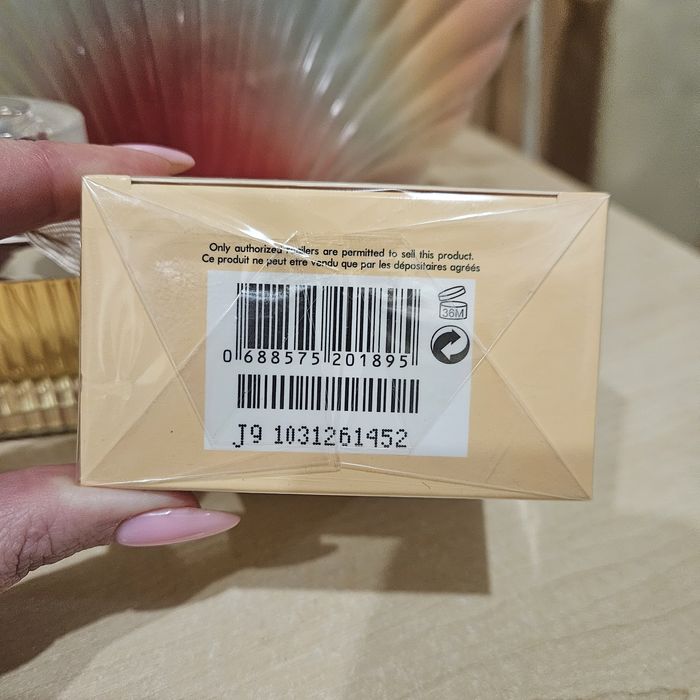 Only authorized retailers are permitted to sell this product.
Ce produit ne peut etre vendu que par les dépositaires agréés
36M
0 688575 201895
J9 1031261452